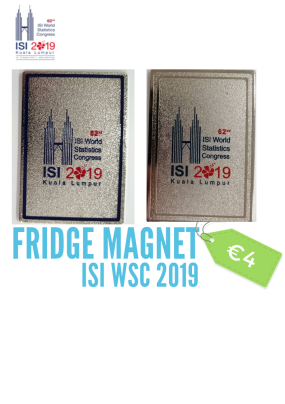 62nd
ISI World
Statistics
Congress
ISI 2019
Kuala Lumpur
62nd
ISI World
Statistics
Congress
ISI 2019
Kuala Lumpur
62nd
ISI World
Statistics
Congress
ISI 2019
Kuala Lumpur
FRIDGE MAGNET
€4
ISI WSC 2019